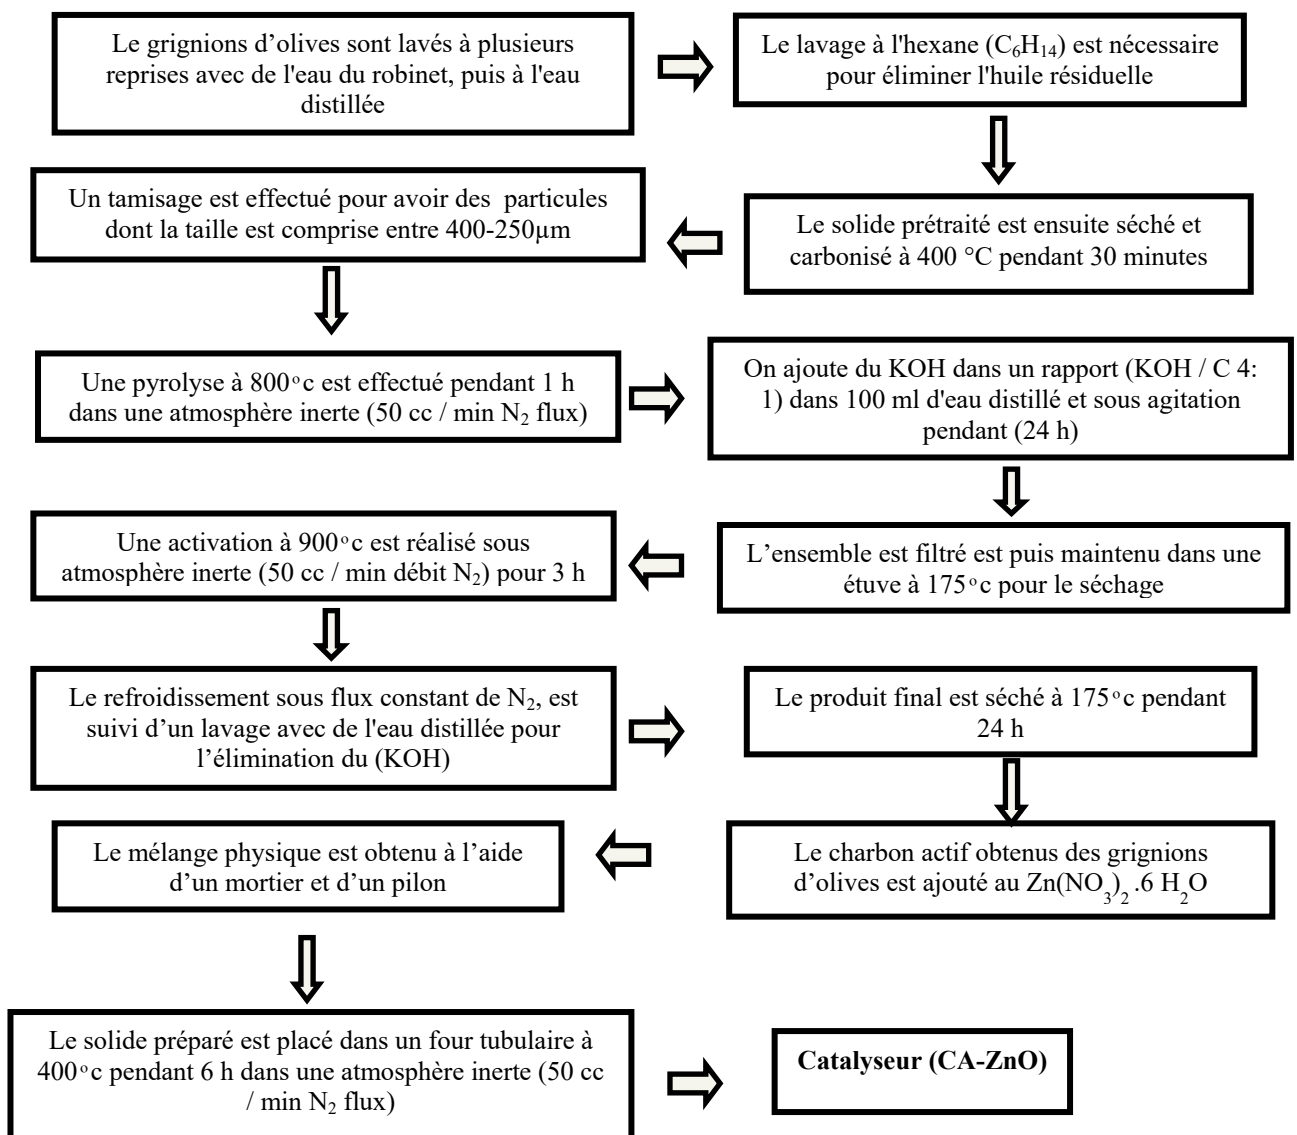 Le grignions d’olives sont lavés à plusieurs
reprises avec de l'eau du robinet, puis à l'eau
distillée
Le lavage à l'hexane (C₆H₁₄) est nécessaire
pour éliminer l'huile résiduelle
Le solide prétraité est ensuite séché et
carbonisé à 400 °C pendant 30 minutes
Un tamisage est effectué pour avoir des particules
dont la taille est comprise entre 400-250µm
Une pyrolyse à 800°c est effectué pendant 1 h
dans une atmosphère inerte (50 cc / min N₂ flux)
On ajoute du KOH dans un rapport (KOH / C 4:
1) dans 100 ml d'eau distillé et sous agitation
pendant (24 h)
L’ensemble est filtré est puis maintenu dans une
étuve à 175°c pour le séchage
Une activation à 900°c est réalisé sous
atmosphère inerte (50 cc / min débit N₂) pour 3 h
Le refroidissement sous flux constant de N₂, est
suivi d’un lavage avec de l'eau distillée pour
l’élimination du (KOH)
Le produit final est séché à 175°c pendant
24 h
Le charbon actif obtenus des grignions
d’olives est ajouté au Zn(NO₃)₂ .6 H₂O
Le mélange physique est obtenu à l’aide
d’un mortier et d’un pilon
Le solide préparé est placé dans un four tubulaire à
400°c pendant 6 h dans une atmosphère inerte (50 cc
/ min N₂ flux)
Catalyseur (CA-ZnO)